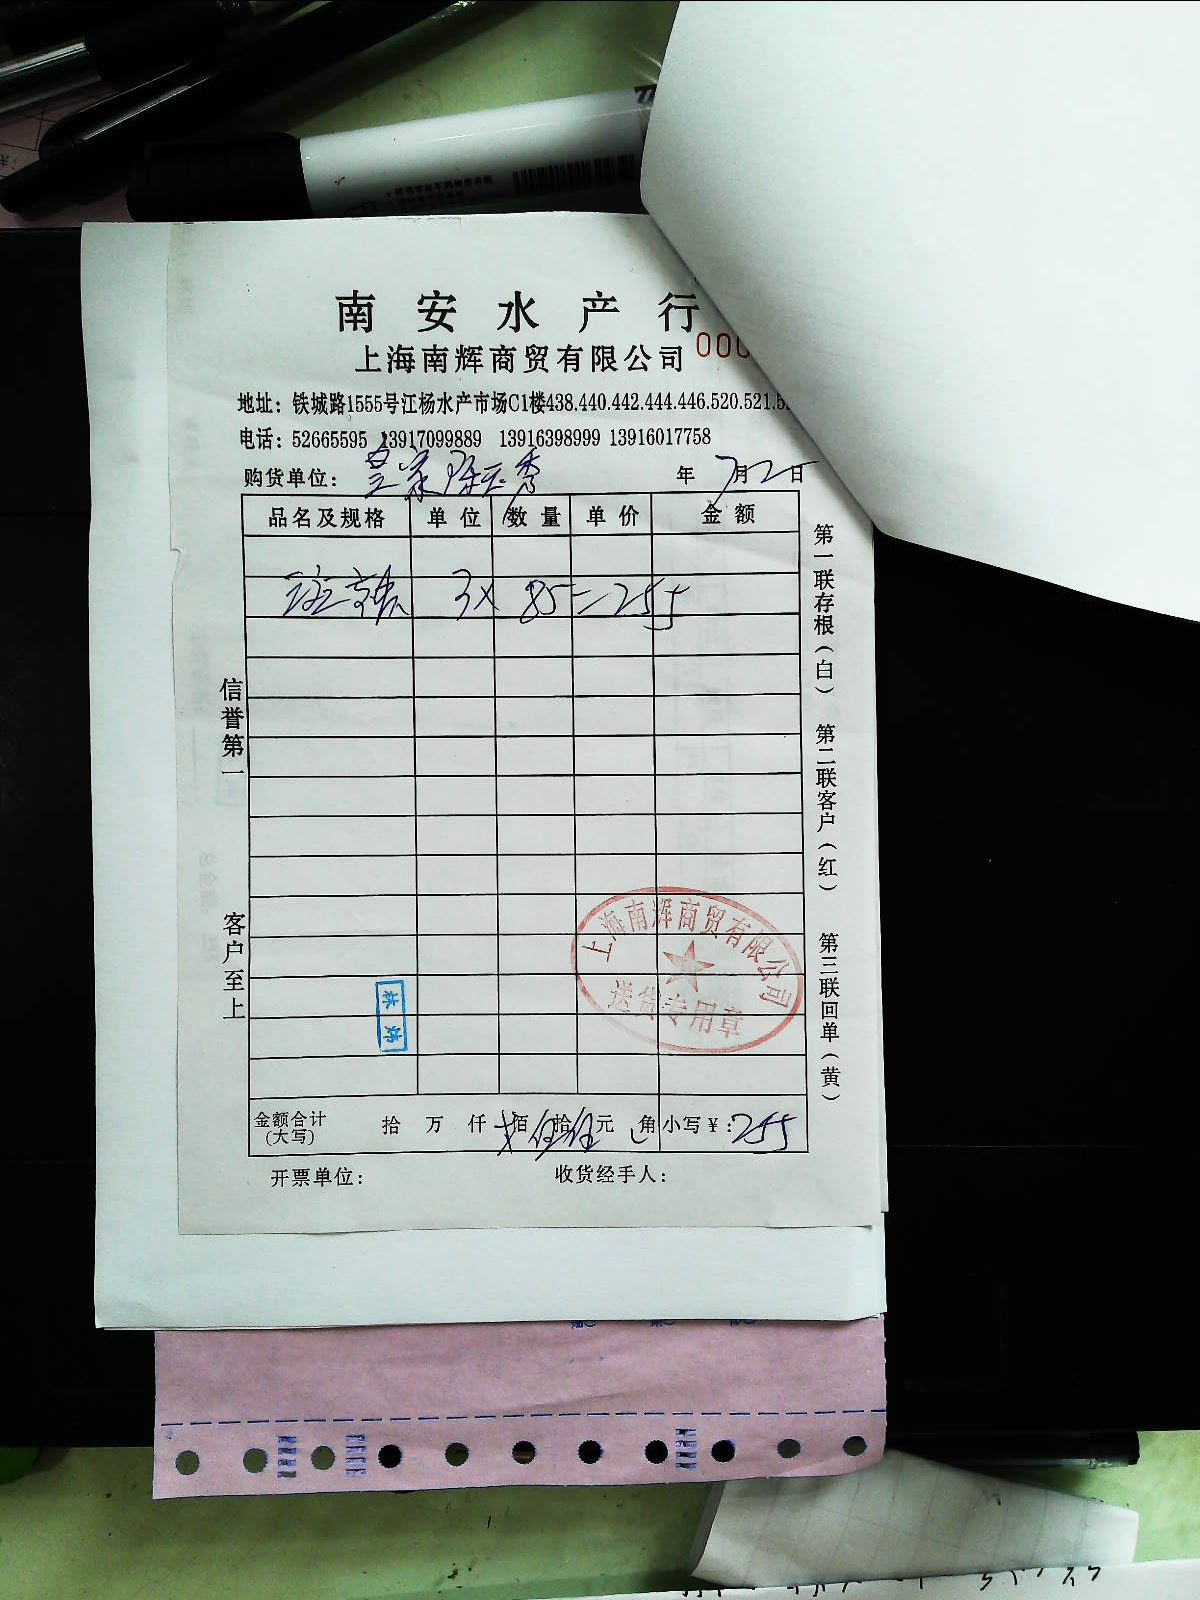 南安水产行
上海南辉商贸有限公司 000
地址：铁城路1555号江杨水产市场C1楼438.440.442.444.446.520.521.5
电话：52665595 13917099889 13916398999 13916017758
购货单位： 年 7月2日
品名及规格 单位 数量 单价 金额
3X 85=255
信誉第一
客户至上
第一联存根（白）
第二联客户（红）
第三联回单（黄）
上海南辉商贸有限公司
送货专用章
金额合计 拾 万 仟 佰 拾 元 角 小写￥：255
(大写)
开票单位： 收货经手人：